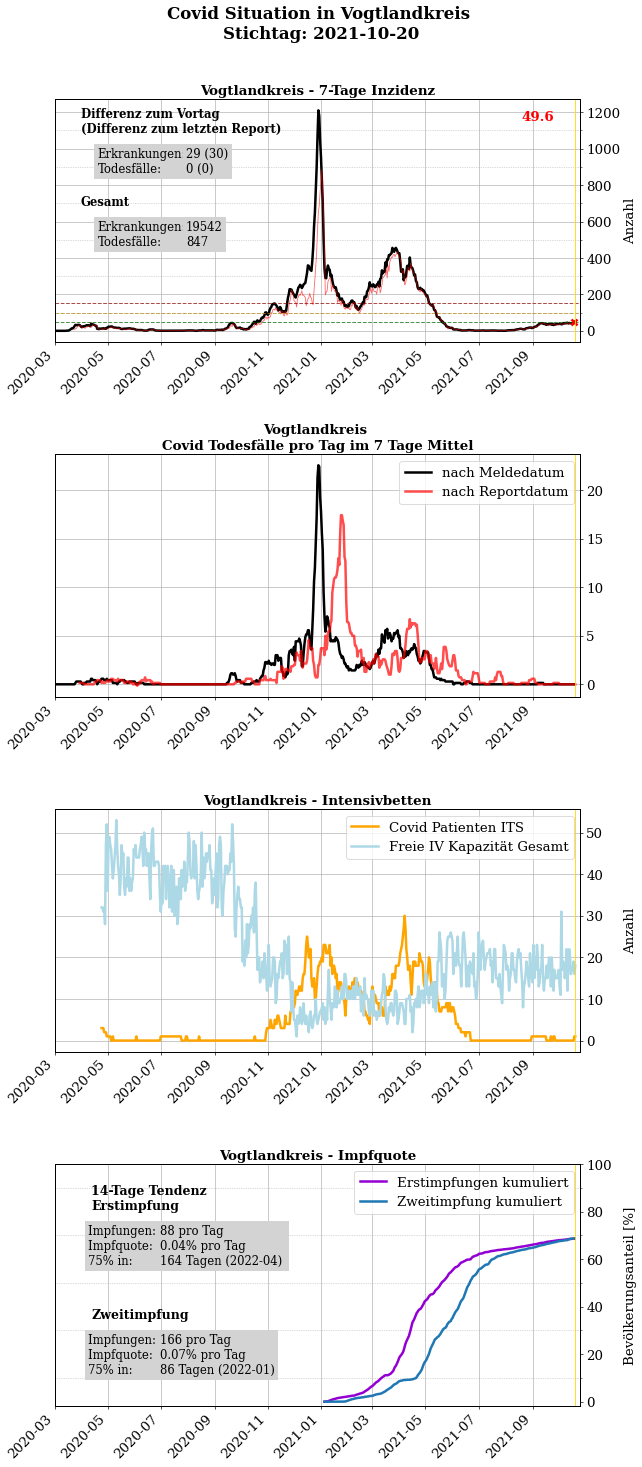 Covid Situation in Vogtlandkreis
Stichtag: 2021-10-20
Vogtlandkreis - 7-Tage Inzidenz
Differenz zum Vortag
(Differenz zum letzten Report)
Erkrankungen 29 (30)
Todesfälle: 0 (0)
Gesamt
Erkrankungen 19542
Todesfälle: 847
49.6
1200
1000
800
600
400
200
0
Anzahl
2020-03
2020-05
2020-07
2020-09
2020-11
2021-01
2021-03
2021-05
2021-07
2021-09
Vogtlandkreis
Covid Todesfälle pro Tag im 7 Tage Mittel
nach Meldedatum
nach Reportdatum
20
15
10
5
0
2020-03
2020-05
2020-07
2020-09
2020-11
2021-01
2021-03
2021-05
2021-07
2021-09
Vogtlandkreis - Intensivbetten
Covid Patienten ITS
Freie IV Kapazität Gesamt
50
40
30
20
10
0
Anzahl
2020-03
2020-05
2020-07
2020-09
2020-11
2021-01
2021-03
2021-05
2021-07
2021-09
Vogtlandkreis - Impfquote
14-Tage Tendenz
Erstimpfung
Impfungen: 88 pro Tag
Impfquote: 0.04% pro Tag
75% in: 164 Tagen (2022-04)
Zweitimpfung
Impfungen: 166 pro Tag
Impfquote: 0.07% pro Tag
75% in: 86 Tagen (2022-01)
Erstimpfungen kumuliert
Zweitimpfung kumuliert
100
80
60
40
20
0
Bevölkerungsanteil [%]
2020-03
2020-05
2020-07
2020-09
2020-11
2021-01
2021-03
2021-05
2021-07
2021-09